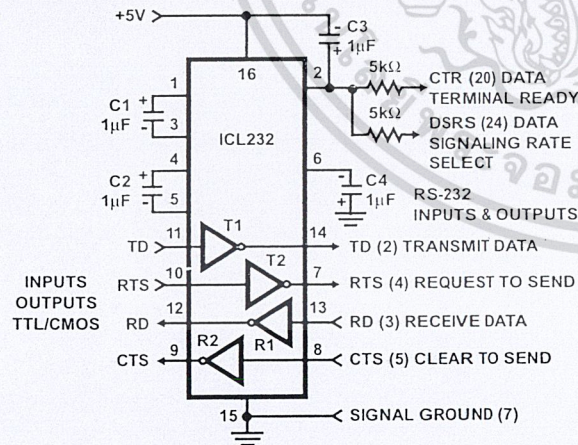 +5V
C3
1µF
- +
16
2
5kΩ
CTR (20) DATA
TERMINAL READY
5kΩ
DSRS (24) DATA
SIGNALING RATE
SELECT
RS-232
INPUTS & OUTPUTS
1
C1
1µF
+ -
3
ICL232
4
C2
1µF
+ -
5
6
- +
C4
1µF
TD
11
T1
14
TD (2) TRANSMIT DATA
INPUTS
OUTPUTS
TTL/CMOS
RTS
10
T2
7
RTS (4) REQUEST TO SEND
RD
12
R1
13
RD (3) RECEIVE DATA
CTS
9
R2
8
CTS (5) CLEAR TO SEND
15
SIGNAL GROUND (7)